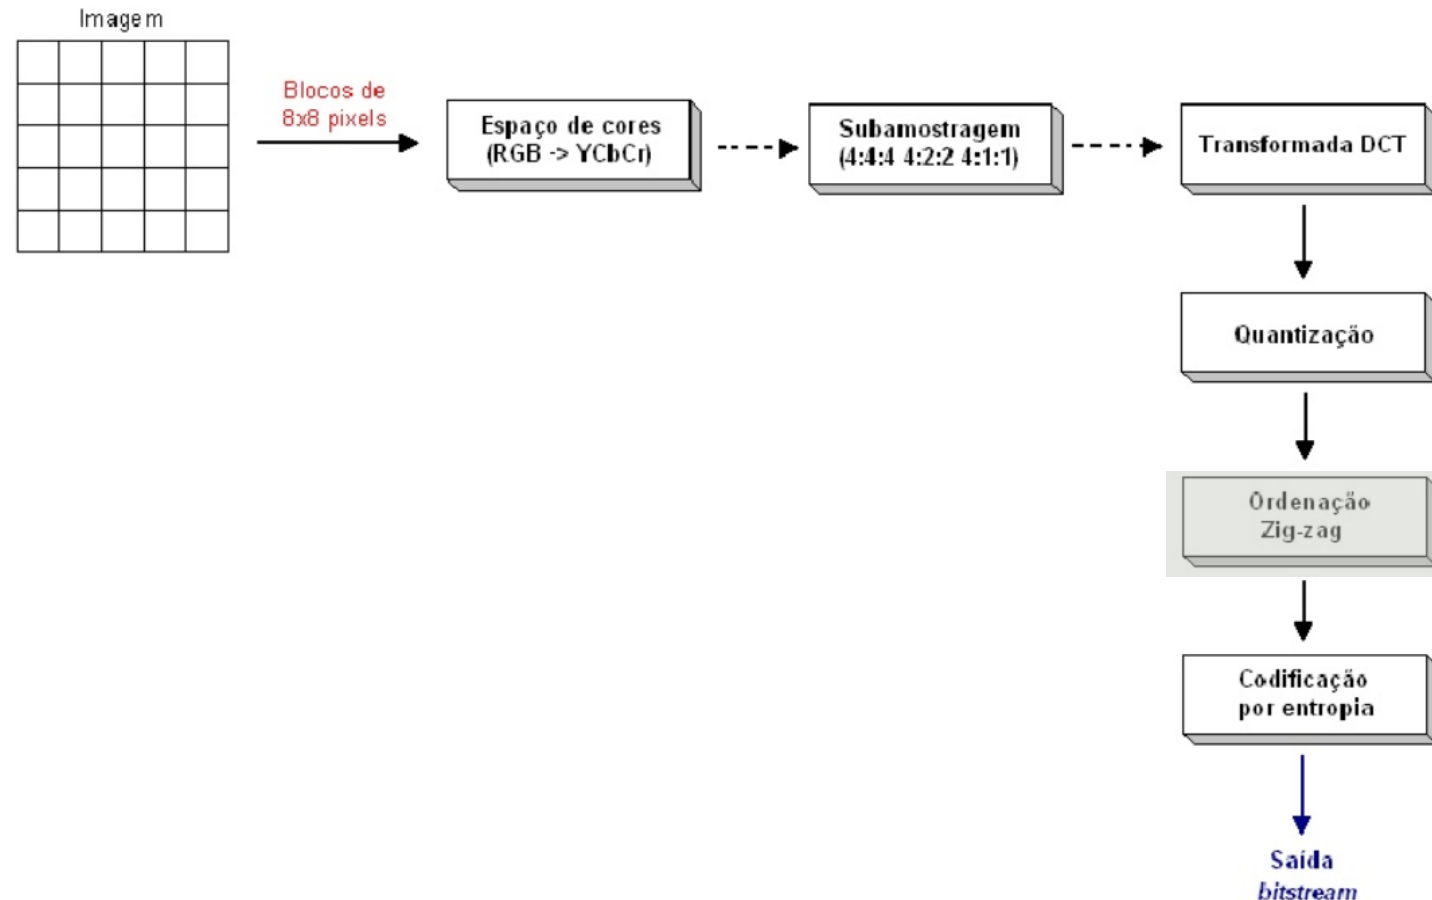 Imagem
Blocos de
8x8 pixels
Espaço de cores
(RGB -> YCbCr)
Subamostragem
(4:4:4 4:2:2 4:1:1)
Transformada DCT
Quantização
Ordenação
Zig-zag
Codificação
por entropia
Saída
bitstream